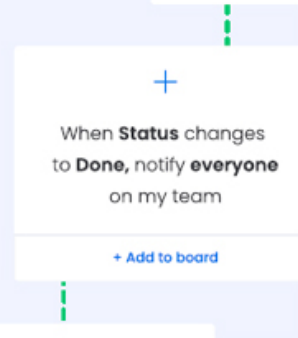 When Status changes
to Done, notify everyone
on my team
+ Add to board